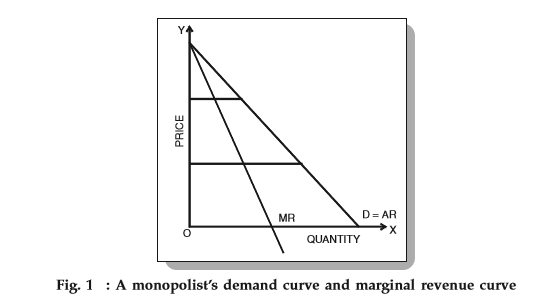 Y
PRICE
MR
D = AR
O
X
QUANTITY
Fig. 1 : A monopolist's demand curve and marginal revenue curve